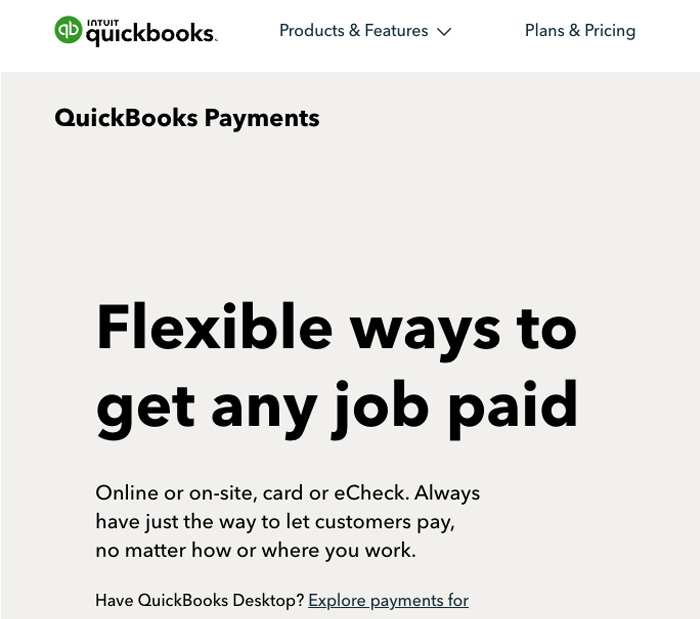 INTUIT
quickbooks.
Products & Features
Plans & Pricing
QuickBooks Payments
Flexible ways to
get any job paid
Online or on-site, card or eCheck. Always
have just the way to let customers pay,
no matter how or where you work.
Have QuickBooks Desktop? Explore payments for